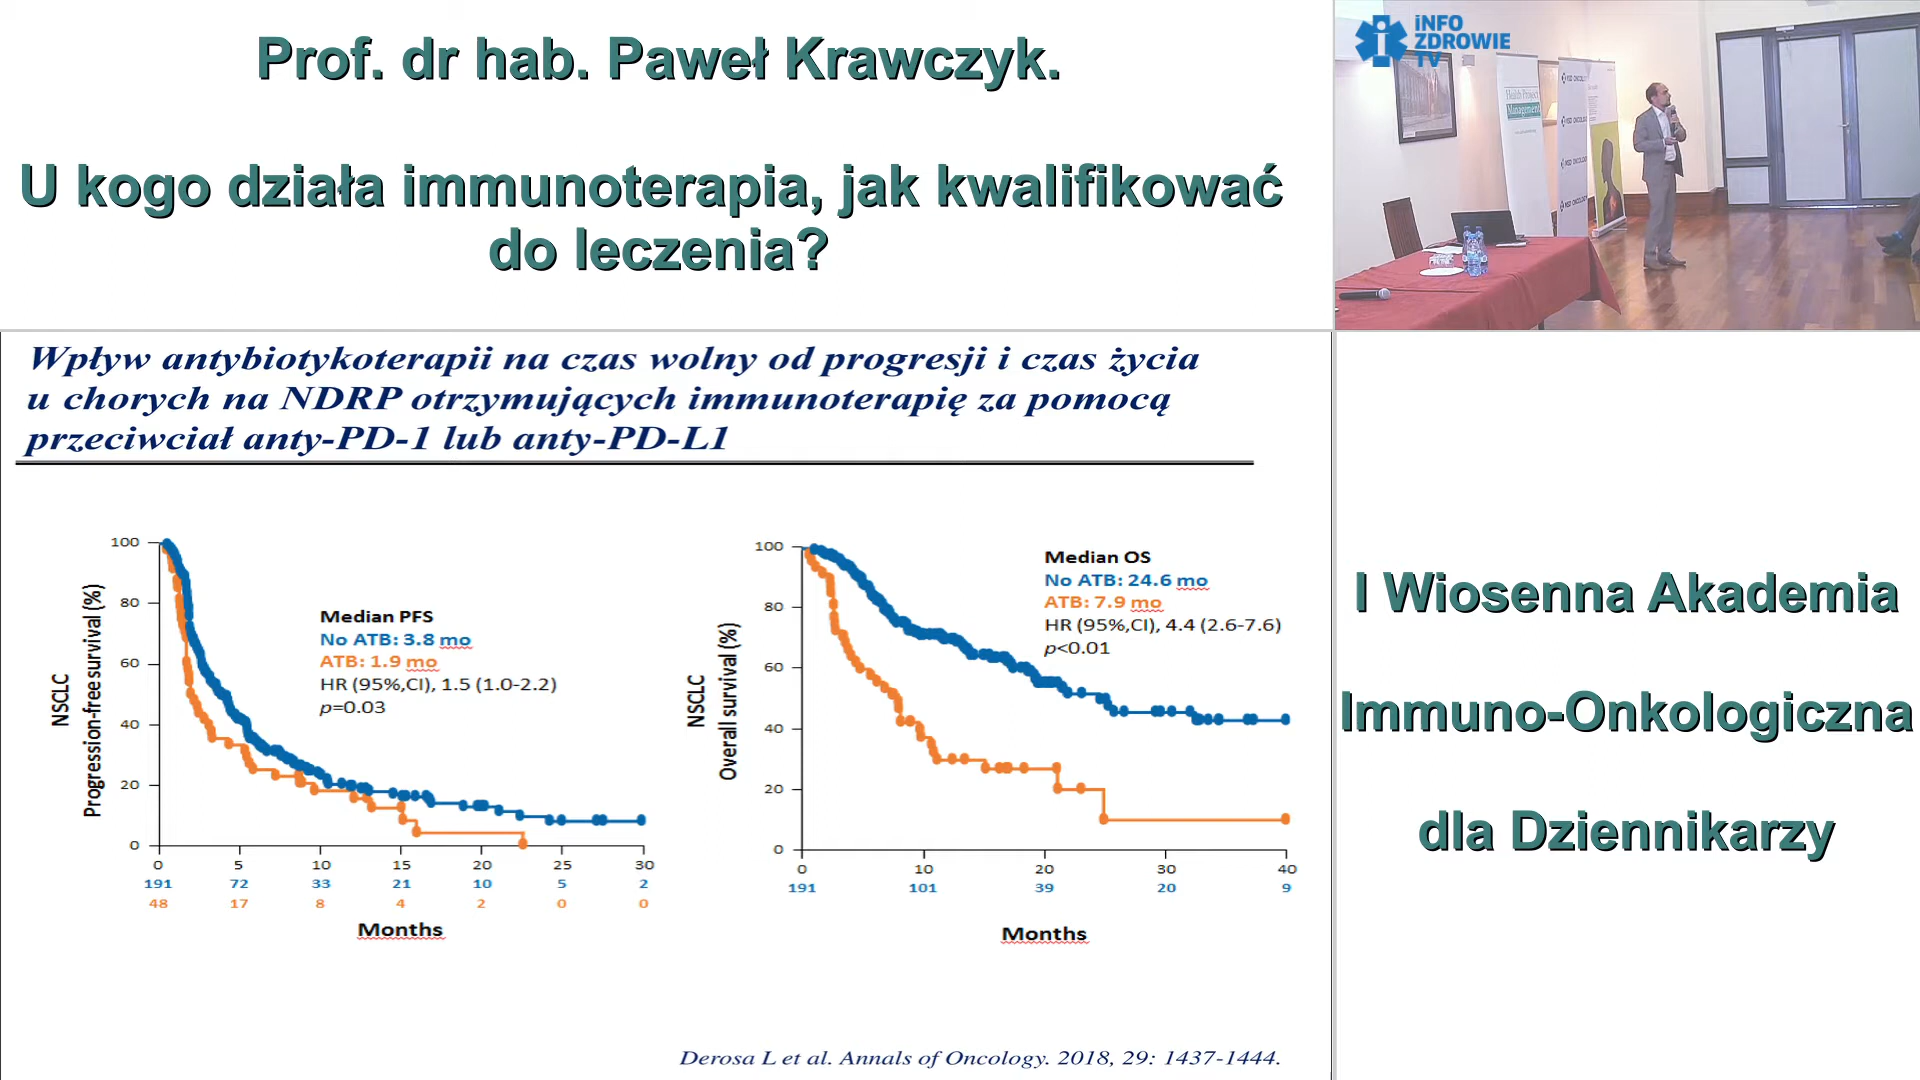 Prof. dr hab. Paweł Krawczyk.
U kogo działa immunoterapia, jak kwalifikować
do leczenia?
iNFO
ZDROWIE
TV
Health Project
Management
MSD ONCOLOGY
Wpływ antybiotykoterapii na czas wolny od progresji i czas życia
u chorych na NDRP otrzymujących immunoterapię za pomocą
przeciwciał anty-PD-1 lub anty-PD-L1
NSCLC
Progression-free survival (%)
100
80
60
40
20
0
Median PFS
No ATB: 3.8 mo
ATB: 1.9 mo
HR (95%,CI), 1.5 (1.0-2.2)
p=0.03
0 5 10 15 20 25 30
191 72 33 21 10 5 2
48 17 8 4 2 0 0
Months
NSCLC
Overall survival (%)
100
80
60
40
20
0
Median OS
No ATB: 24.6 mo
ATB: 7.9 mo
HR (95%,CI), 4.4 (2.6-7.6)
p<0.01
0 10 20 30 40
191 101 39 20 9
Months
Derosa L et al. Annals of Oncology. 2018, 29: 1437-1444.
I Wiosenna Akademia
Immuno-Onkologiczna
dla Dziennikarzy